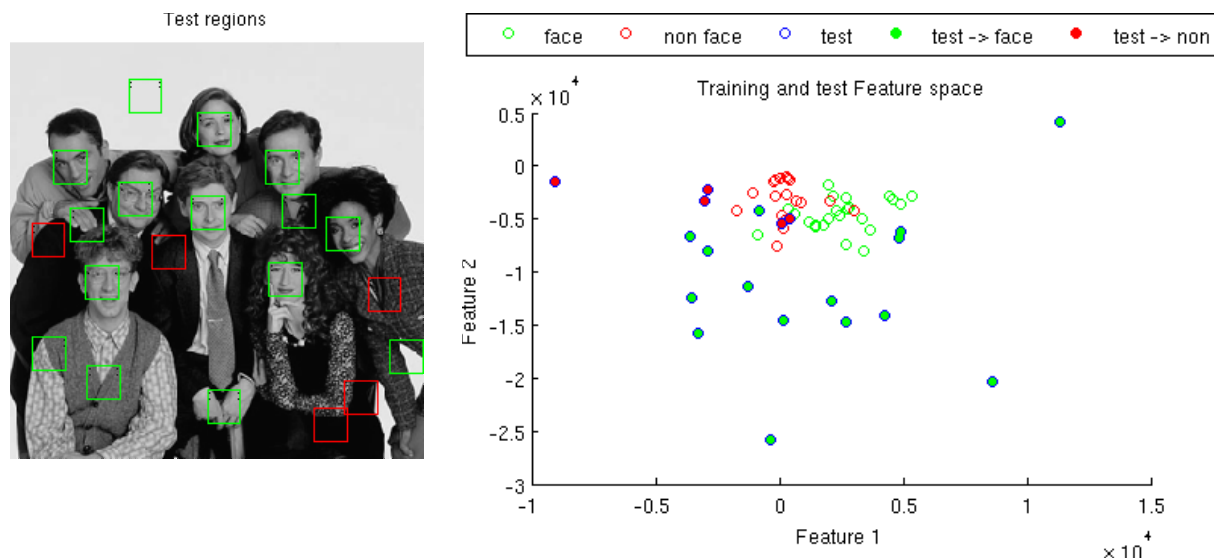 Test regions
face non face test test -> face test -> non
Training and test Feature space
× 10 4
0.5
0
-0.5
-1
-1.5
-2
-2.5
-3
Feature 2
-1 -0.5 0 0.5 1 1.5
Feature 1
× 10 4